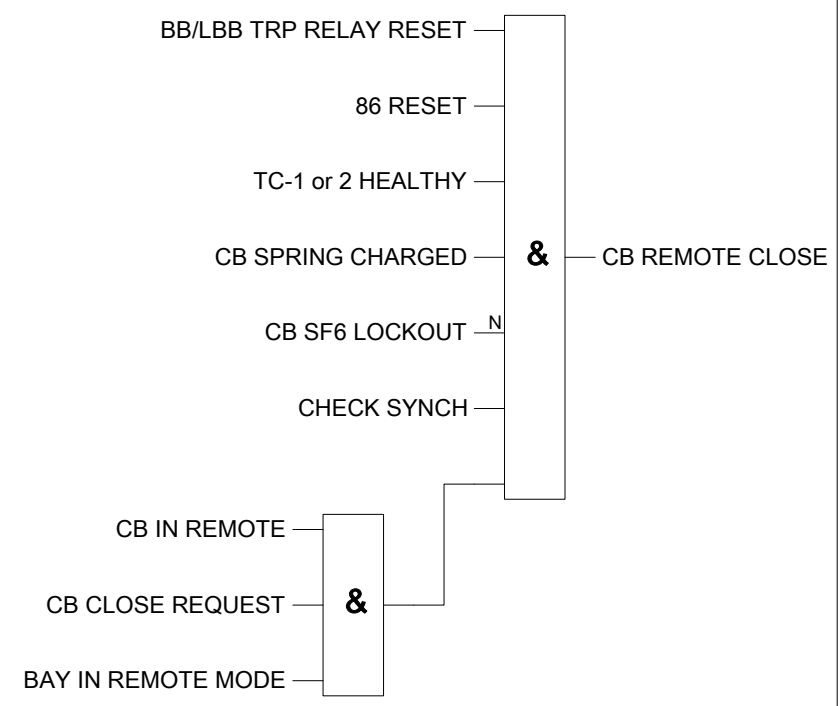 BB/LBB TRP RELAY RESET
86 RESET
TC-1 or 2 HEALTHY
CB SPRING CHARGED
& CB REMOTE CLOSE
CB SF6 LOCKOUT N
CHECK SYNCH
CB IN REMOTE
CB CLOSE REQUEST &
BAY IN REMOTE MODE